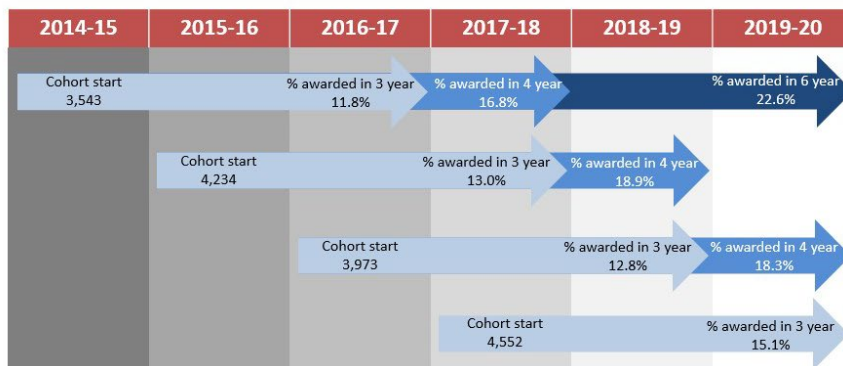 2014-15 2015-16 2016-17 2017-18 2018-19 2019-20
Cohort start % awarded in 3 year % awarded in 4 year % awarded in 6 year
3,543 11.8% 16.8% 22.6%
Cohort start % awarded in 3 year % awarded in 4 year
4,234 13.0% 18.9%
Cohort start % awarded in 3 year % awarded in 4 year
3,973 12.8% 18.3%
Cohort start % awarded in 3 year
4,552 15.1%